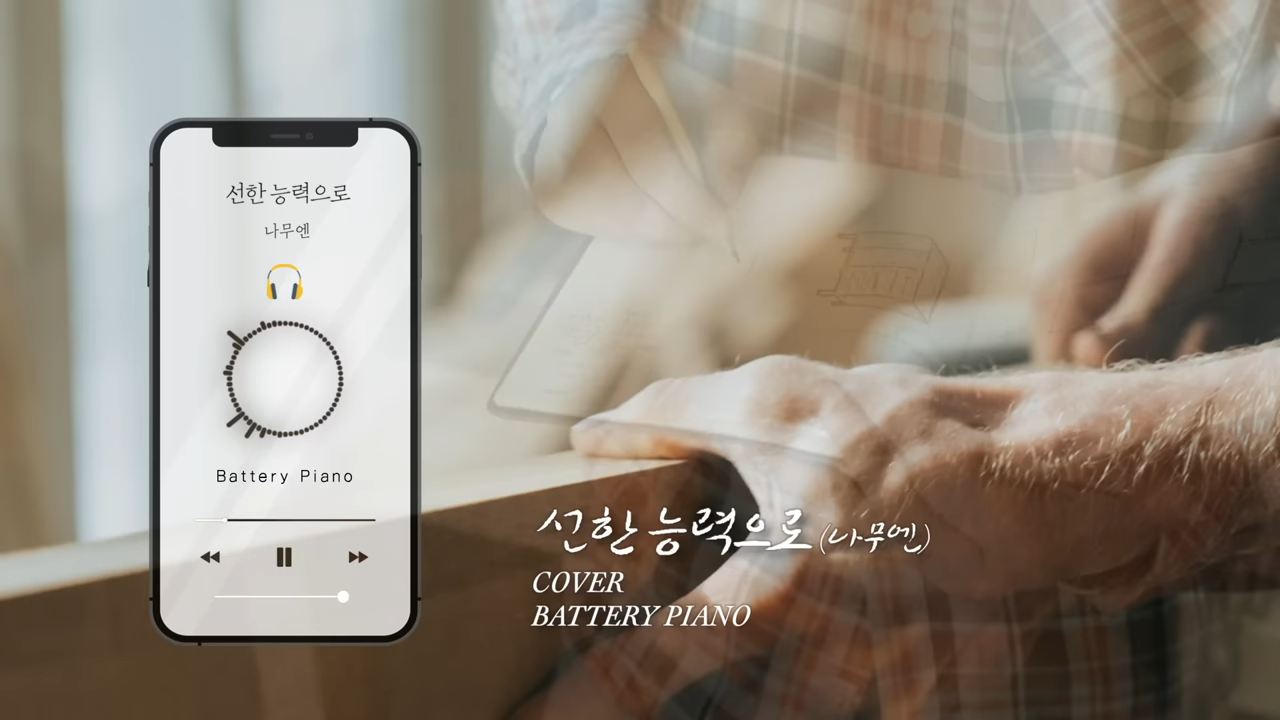 선한 능력으로
나무엔
Battery Piano
선한 능력으로 (나무엔)
COVER
BATTERY PIANO